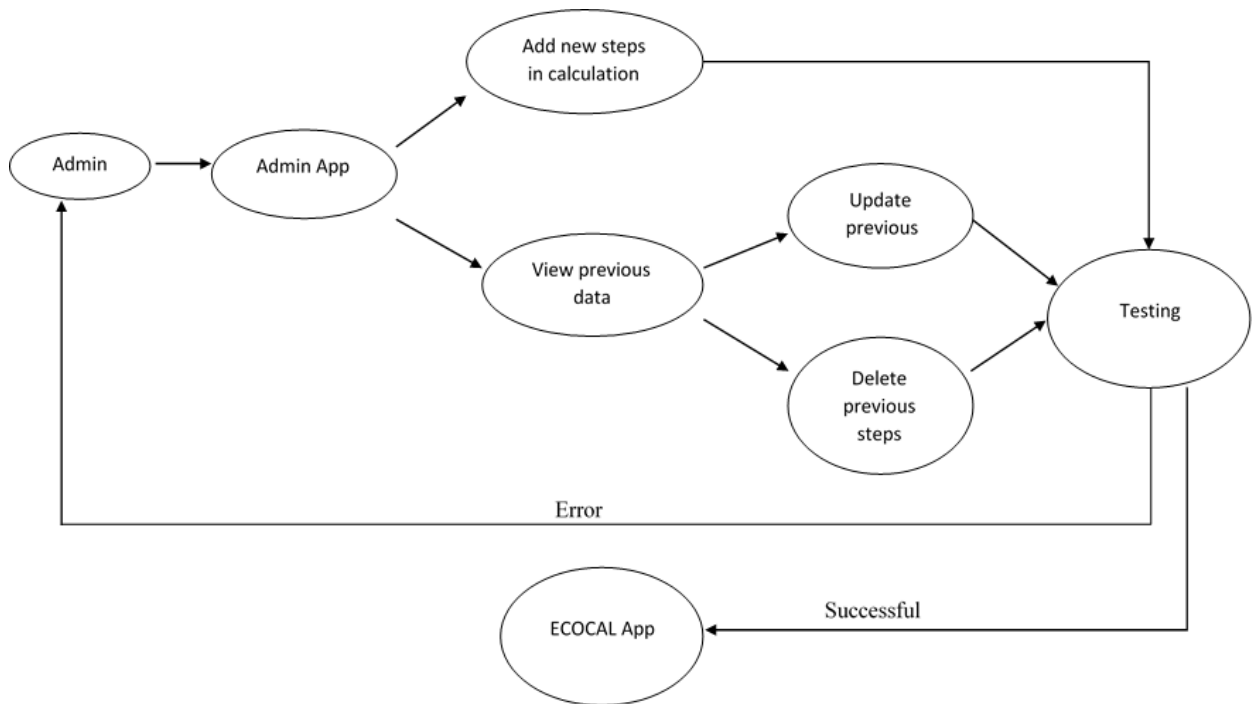 Add new steps
in calculation
Admin
Admin App
Update
previous
View previous
data
Testing
Delete
previous
steps
Error
Successful
ECOCAL App